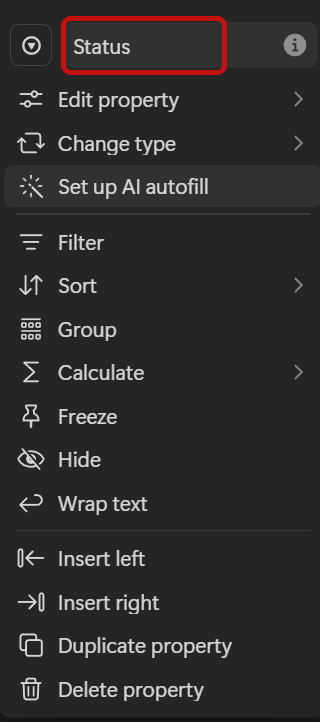 Status
Edit property
Change type
Set up AI autofill
Filter
Sort
Group
Calculate
Freeze
Hide
Wrap text
Insert left
Insert right
Duplicate property
Delete property